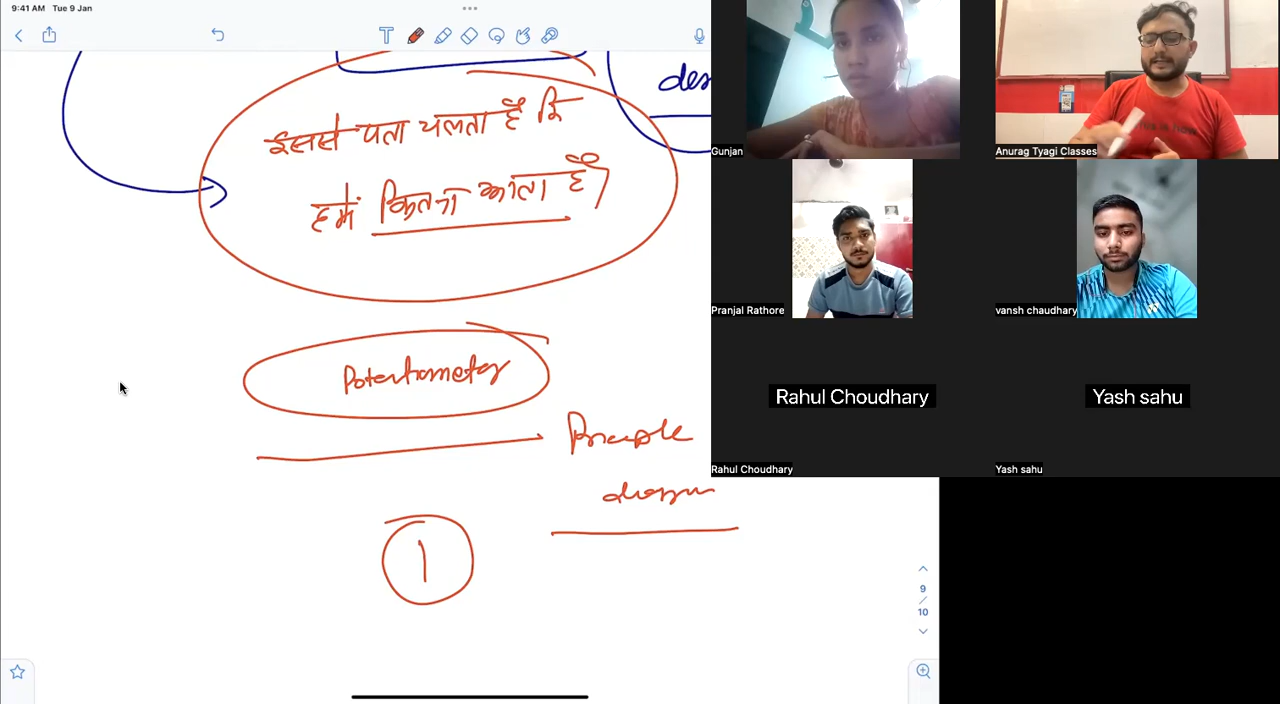 9:41 AM Tue 9 Jan
des
इससे पता चलता है कि
हमें कितना आता है।
Potentiometer
Principle
diagram
1
9
/
10
Gunjan
Anurag Tyagi Classes
Pranjal Rathore
vansh chaudhary
Rahul Choudhary
Yash sahu
Rahul Choudhary
Yash sahu